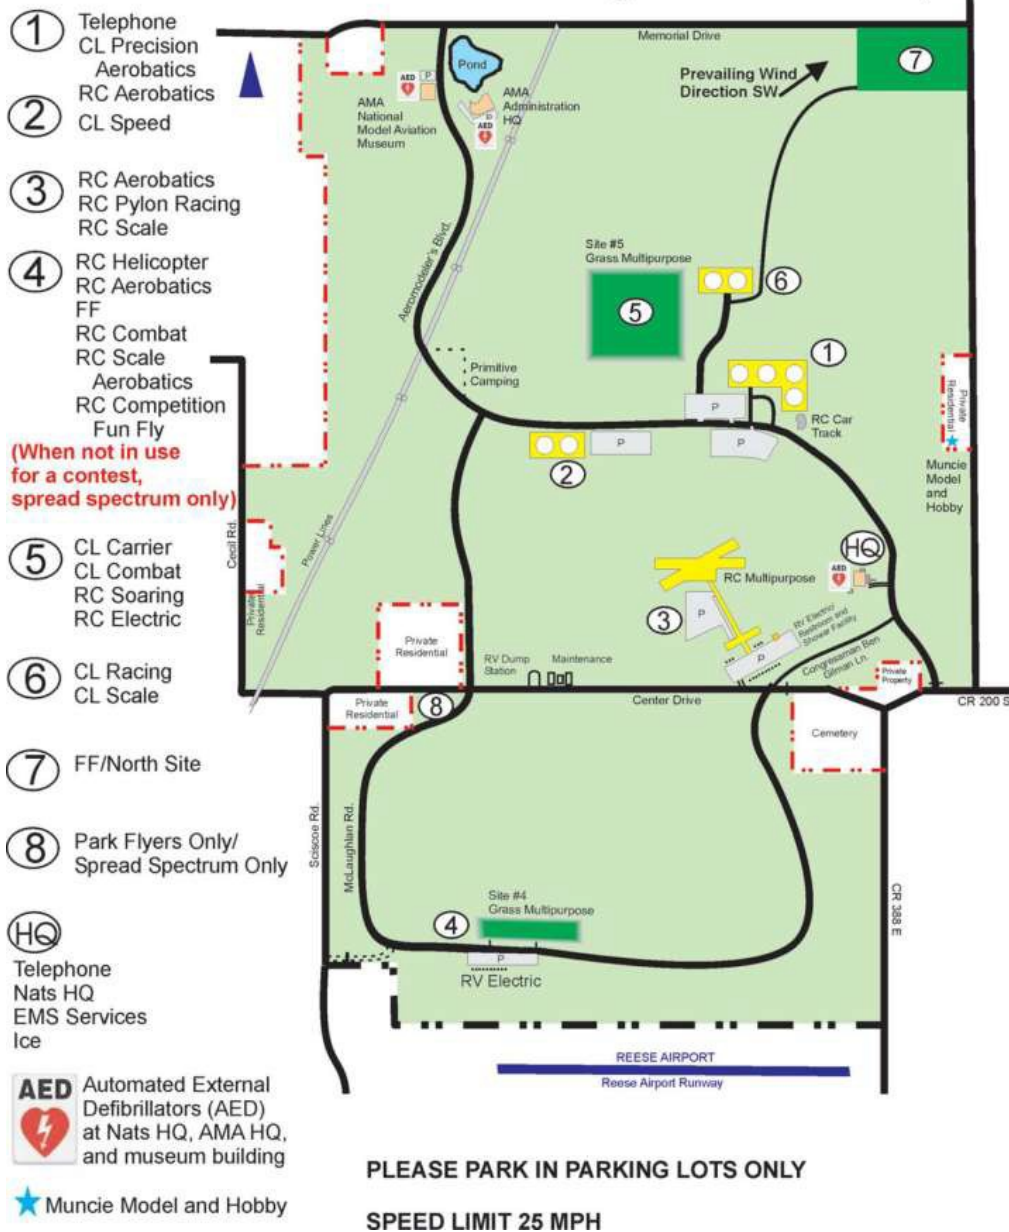 1
Telephone
CL Precision
Aerobatics
RC Aerobatics
2
CL Speed
3
RC Aerobatics
RC Pylon Racing
RC Scale
4
RC Helicopter
RC Aerobatics
FF
RC Combat
RC Scale
Aerobatics
RC Competition
Fun Fly
(When not in use
for a contest,
spread spectrum only)
5
CL Carrier
CL Combat
RC Soaring
RC Electric
6
CL Racing
CL Scale
7
FF/North Site
8
Park Flyers Only/
Spread Spectrum Only
HQ
Telephone
Nats HQ
EMS Services
Ice
AED
Automated External
Defibrillators (AED)
at Nats HQ, AMA HQ,
and museum building
Muncie Model and Hobby
Memorial Drive
7
Prevailing Wind
Direction SW
Pond
AED
P
AMA
National
Model Aviation
Museum
AMA
Administration
HQ
P
AED
Aeromodeler's Blvd.
Site #5
Grass Multipurpose
5
6
1
Primitive
Camping
P
P
P
RC Car
Track
2
Private
Residential
Muncie
Model
and
Hobby
Power Lines
Cecil Rd.
Private
Residential
HQ
AED
RC Multipurpose
3
P
P
RV Electric/
Restroom and
Shower Facility
Congressman Ben
Gilman Ln.
Private
Residential
RV Dump
Station
Maintenance
Private
Property
Private
Residential
8
Center Drive
CR 200 S
Cemetery
Sciscoe Rd.
McLaughlan Rd.
CR 388 E
Site #4
Grass Multipurpose
4
P
RV Electric
REESE AIRPORT
Reese Airport Runway
PLEASE PARK IN PARKING LOTS ONLY
SPEED LIMIT 25 MPH